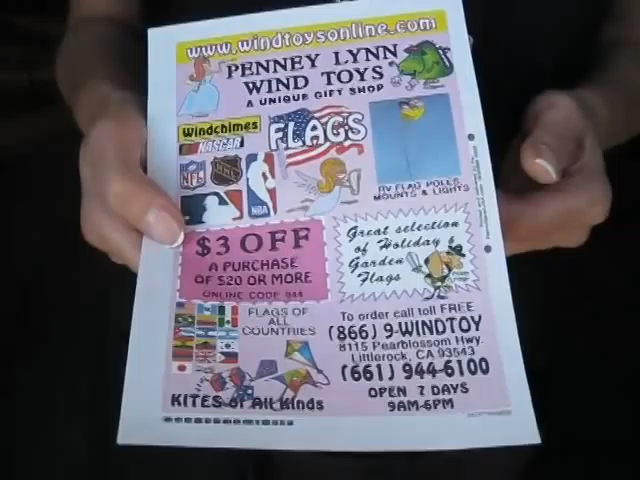 www.windtoysonline.com
PENNEY LYNN
WIND TOYS
A UNIQUE GIFT SHOP
Windchimes
NASCAR
FLAGS
NFL
NHL
NBA
RV FLAG POLES,
MOUNTS & LIGHTS
$3 OFF
A PURCHASE
OF $20 OR MORE
ONLINE CODE 944
Great selection
of Holiday &
Garden
Flags
FLAGS OF
ALL
COUNTRIES
KITES of All Kinds
To order call toll FREE
(866) 9-WINDTOY
8115 Pearblossom Hwy.
Littlerock, CA 93543
(661) 944-6100
OPEN 7 DAYS
9AM-6PM